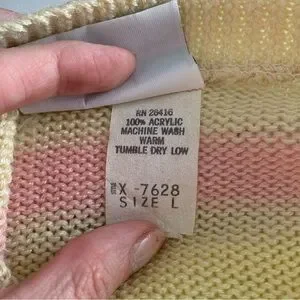 RN 28416
100% ACRYLIC
MACHINE WASH
WARM
TUMBLE DRY LOW
X -7628
SIZE L